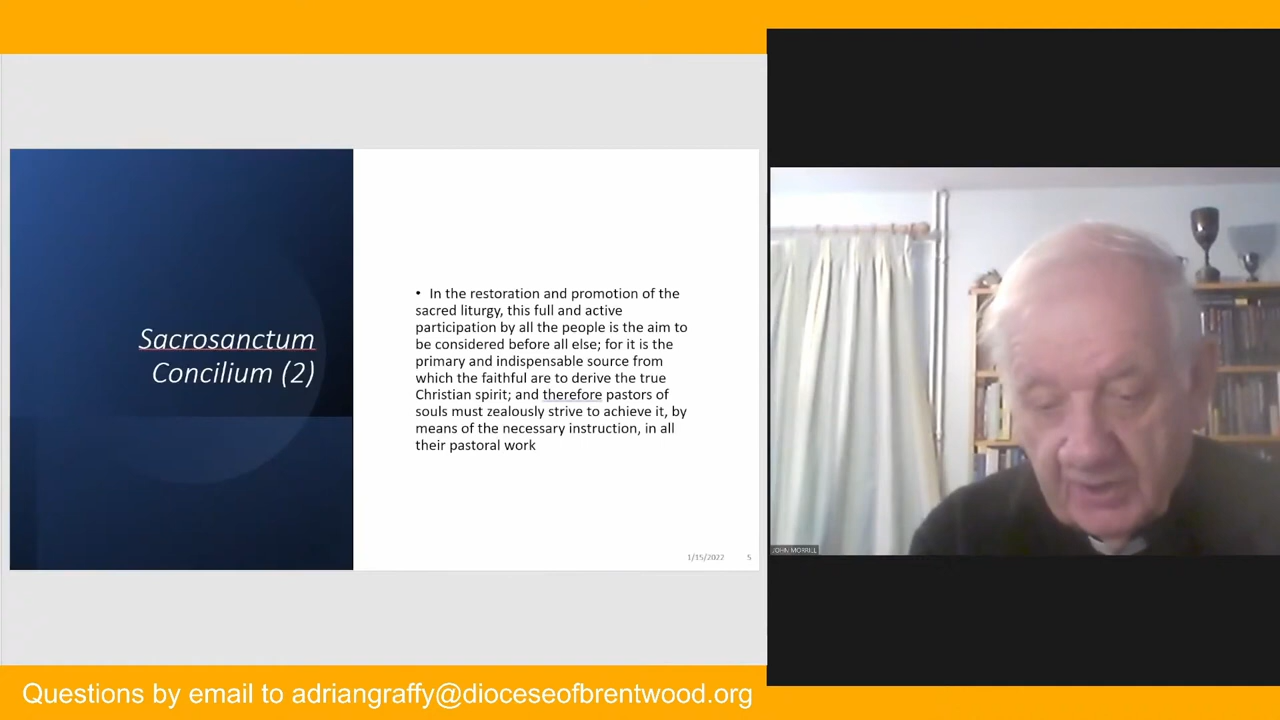 Sacrosanctum
Concilium (2)
• In the restoration and promotion of the
sacred liturgy, this full and active
participation by all the people is the aim to
be considered before all else; for it is the
primary and indispensable source from
which the faithful are to derive the true
Christian spirit; and therefore pastors of
souls must zealously strive to achieve it, by
means of the necessary instruction, in all
their pastoral work
1/15/2022 5
JOHN MORRILL
Questions by email to adriangraffy@dioceseofbrentwood.org